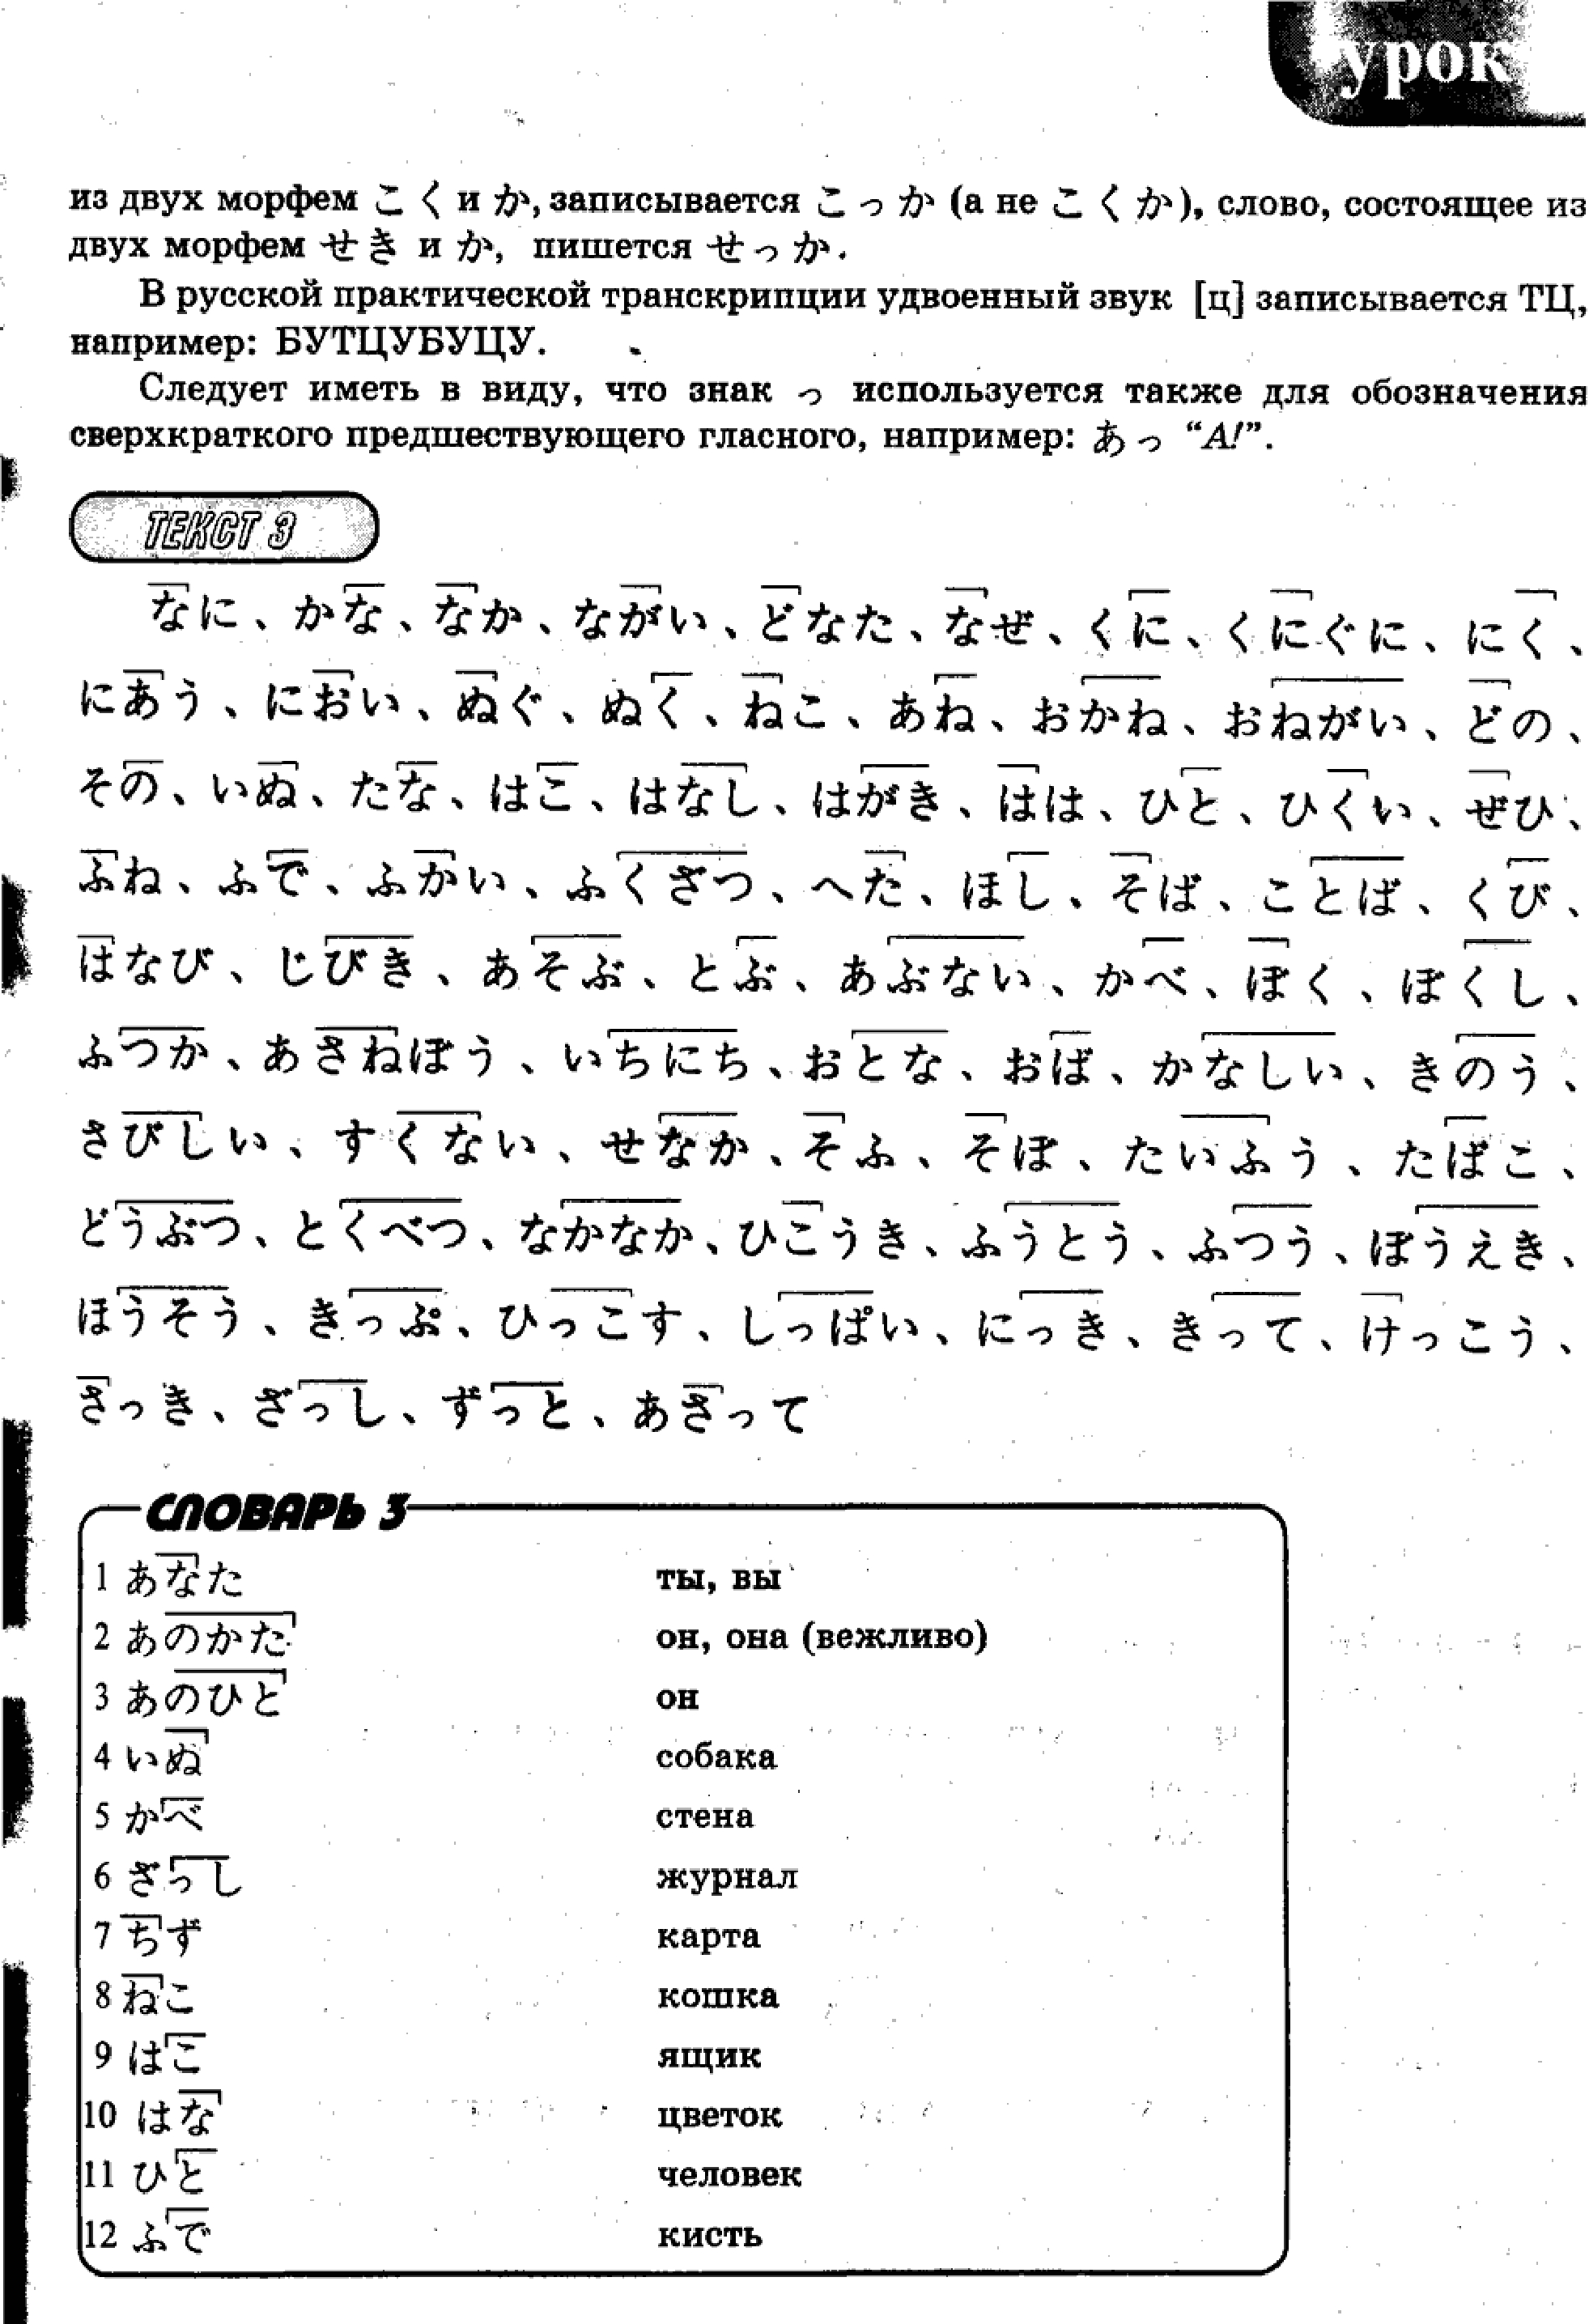 урок
из двух морфем こく и か, записывается こっか (а не こくか), слово, состоящее из
двух морфем せき и か, пишется せっか.
В русской практической транскрипции удвоенный звук [ц] записывается ТЦ,
например: БУТЦУБУЦУ.
Следует иметь в виду, что знак っ используется также для обозначения
сверхкраткого предшествующего гласного, например: あっ “А!”.
ТЕКСТ 3
なに、かな、なか、ながい、どなた、なぜ、くに、くにぐに、にく、
にあう、におい、ぬぐ、ぬく、ねこ、あね、おかね、おねがい、どの、
その、いぬ、たな、はこ、はなし、はがき、はは、ひと、ひくい、ぜひ、
ふね、ふで、ふかい、ふくざつ、へた、ほし、そば、ことば、くび、
はなび、じびき、あそぶ、とぶ、あぶない、かべ、ぼく、ぼくし、
ふつか、あさねぼう、いちにち、おとな、おば、かなしい、きのう、
さびしい、すくない、せなか、そふ、そぼ、たいふう、たばこ、
どうぶつ、とくべつ、なかなか、ひこうき、ふうとう、ふつう、ぼうえき、
ほうそう、きっぷ、ひっこす、しっぱい、にっき、きって、けっこう、
さっき、ざっし、ずっと、あさって
СЛОВАРЬ 3
1 あなた ты, вы
2 あのかた он, она (вежливо)
3 あのひと он
4 いぬ собака
5 かべ стена
6 ざっし журнал
7 ちず карта
8 ねこ кошка
9 はこ ящик
10 はな цветок
11 ひと человек
12 ふで кисть